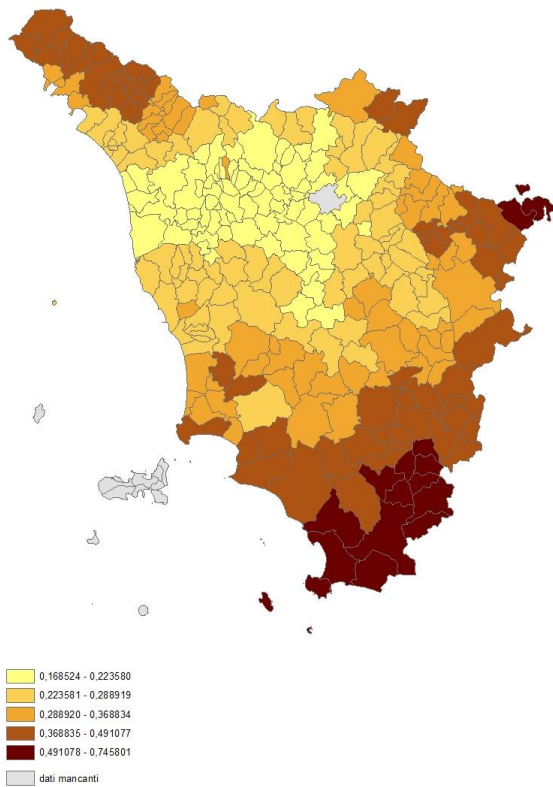 0,168524 - 0,223580
0,223581 - 0,288919
0,288920 - 0,368834
0,368835 - 0,491077
0,491078 - 0,745801
dati mancanti